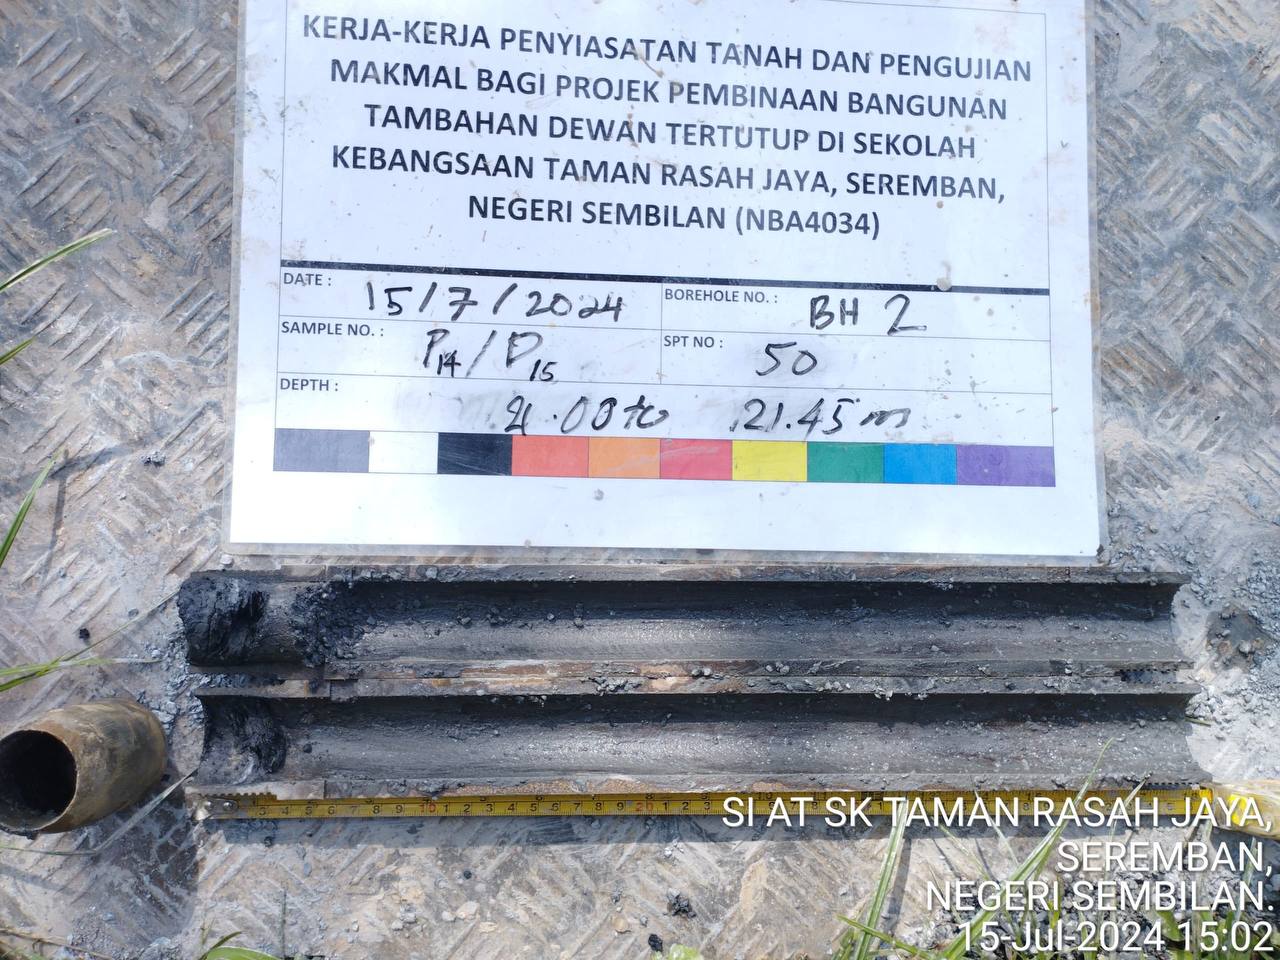 KERJA-KERJA PENYIASATAN TANAH DAN PENGUJIAN
MAKMAL BAGI PROJEK PEMBINAAN BANGUNAN
TAMBAHAN DEWAN TERTUTUP DI SEKOLAH
KEBANGSAAN TAMAN RASAH JAYA, SEREMBAN,
NEGERI SEMBILAN (NBA4034)
DATE : 15/7/2024 BOREHOLE NO. : BH 2
SAMPLE NO. : P14/D15 SPT NO : 50
DEPTH : 21.00 to 21.45 m
SI AT SK TAMAN RASAH JAYA,
SEREMBAN,
NEGERI SEMBILAN.
15-Jul-2024 15:02